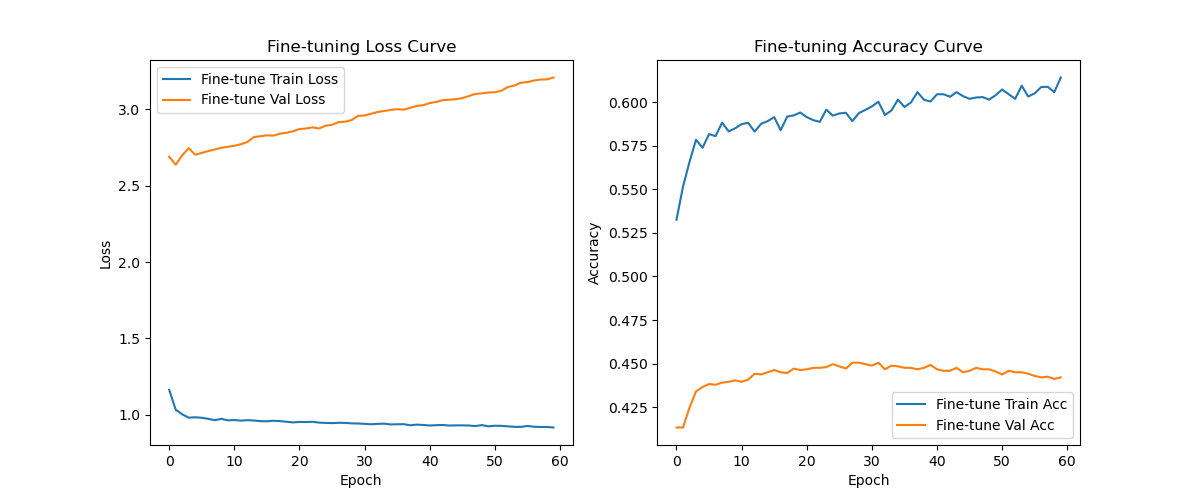 Fine-tuning Loss Curve
Fine-tune Train Loss
Fine-tune Val Loss
3.0
2.5
2.0
1.5
1.0
Loss
0 10 20 30 40 50 60
Epoch
Fine-tuning Accuracy Curve
0.600
0.575
0.550
0.525
0.500
0.475
0.450
0.425
Accuracy
Fine-tune Train Acc
Fine-tune Val Acc
0 10 20 30 40 50 60
Epoch